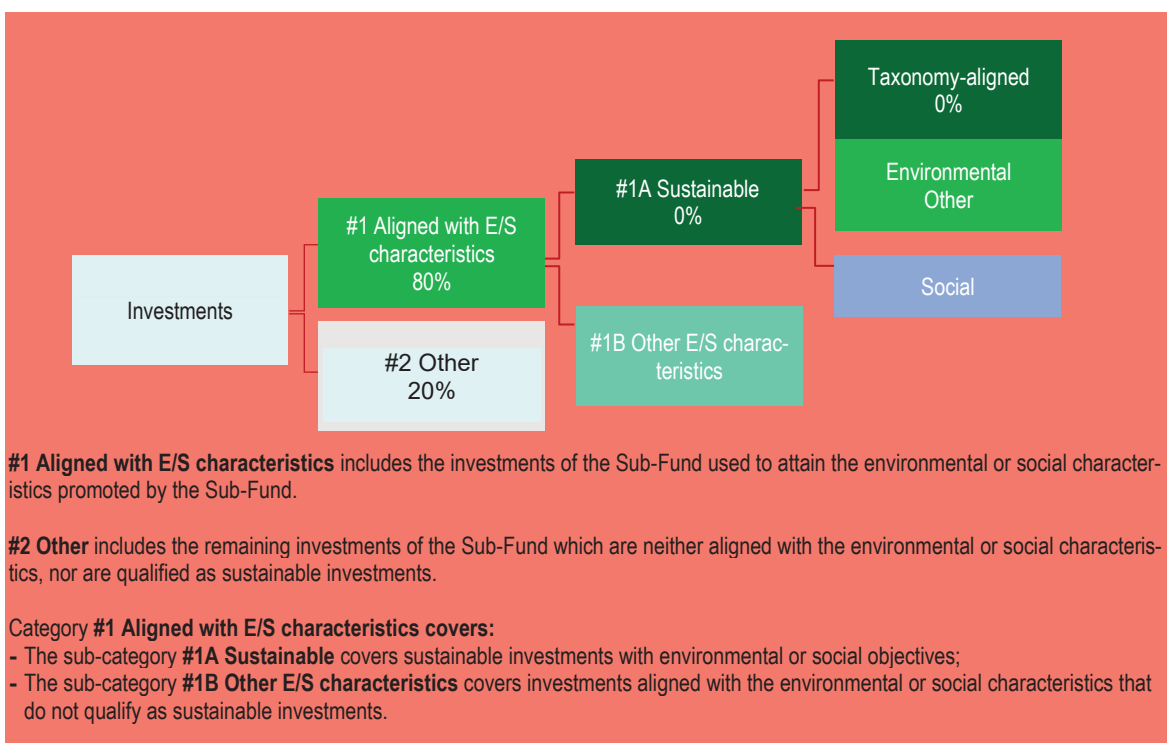 Taxonomy-aligned
0%
Environmental
Other
#1A Sustainable
0%
#1 Aligned with E/S
characteristics
80%
Social
Investments
#1B Other E/S charac-
teristics
#2 Other
20%
#1 Aligned with E/S characteristics includes the investments of the Sub-Fund used to attain the environmental or social character-
istics promoted by the Sub-Fund.
#2 Other includes the remaining investments of the Sub-Fund which are neither aligned with the environmental or social characteris-
tics, nor are qualified as sustainable investments.
Category #1 Aligned with E/S characteristics covers:
- The sub-category #1A Sustainable covers sustainable investments with environmental or social objectives;
- The sub-category #1B Other E/S characteristics covers investments aligned with the environmental or social characteristics that
do not qualify as sustainable investments.